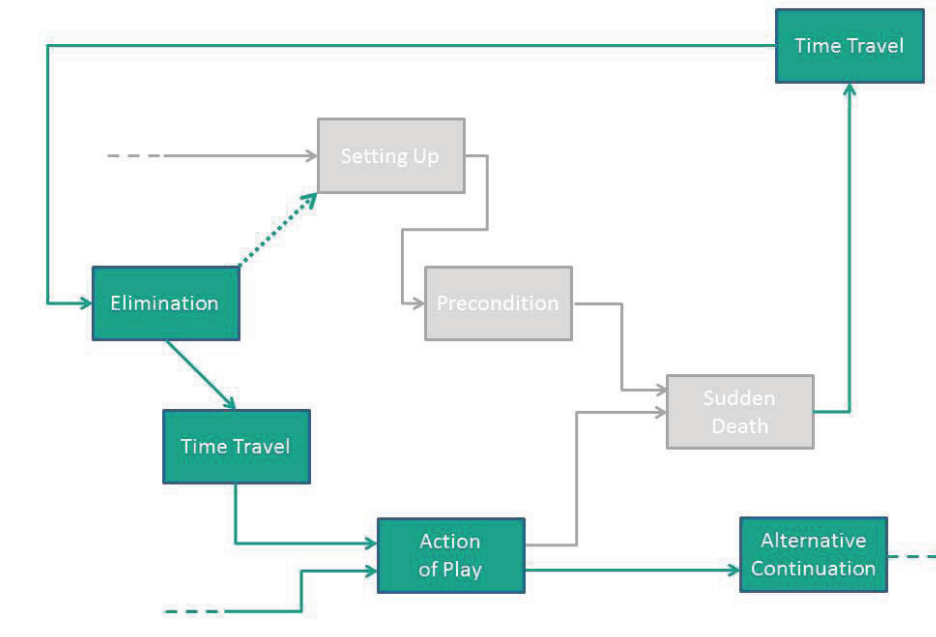 Time Travel
Setting Up
Elimination
Precondition
Sudden
Death
Time Travel
Action
of Play
Alternative
Continuation